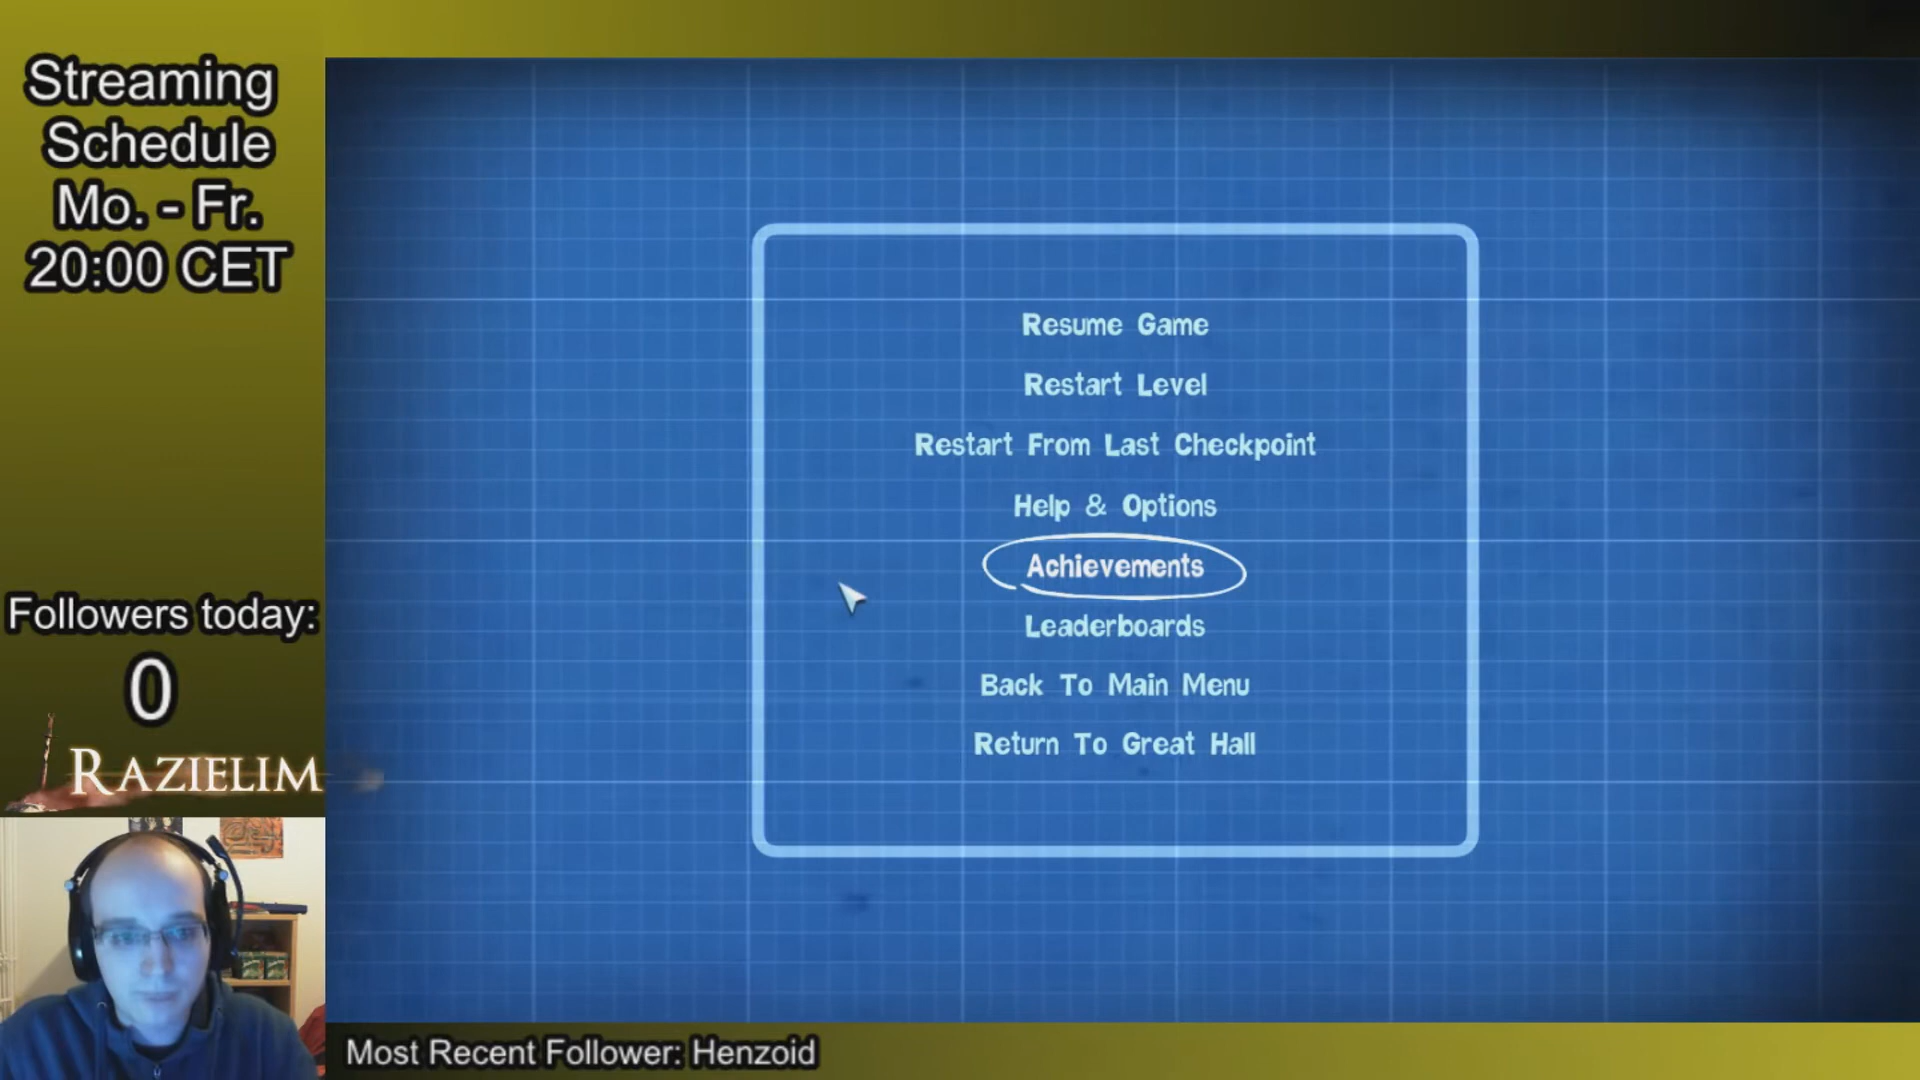 Streaming
Schedule
Mo. - Fr.
20:00 CET
Followers today:
0
RAZIELIM
Resume Game
Restart Level
Restart From Last Checkpoint
Help & Options
Achievements
Leaderboards
Back To Main Menu
Return To Great Hall
Most Recent Follower: Henzoid